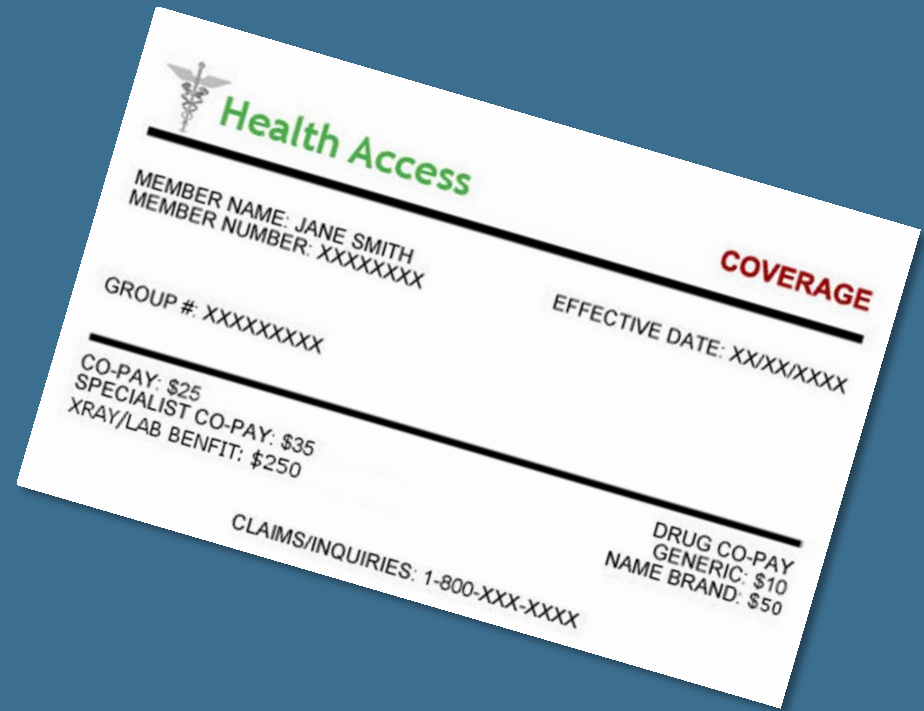 Health Access
COVERAGE
MEMBER NAME: JANE SMITH
MEMBER NUMBER: XXXXXXXX
EFFECTIVE DATE: XX/XX/XXXX
GROUP #: XXXXXXXXX
CO-PAY: $25
SPECIALIST CO-PAY: $35
XRAY/LAB BENFIT: $250
DRUG CO-PAY
GENERIC: $10
NAME BRAND: $50
CLAIMS/INQUIRIES: 1-800-XXX-XXXX